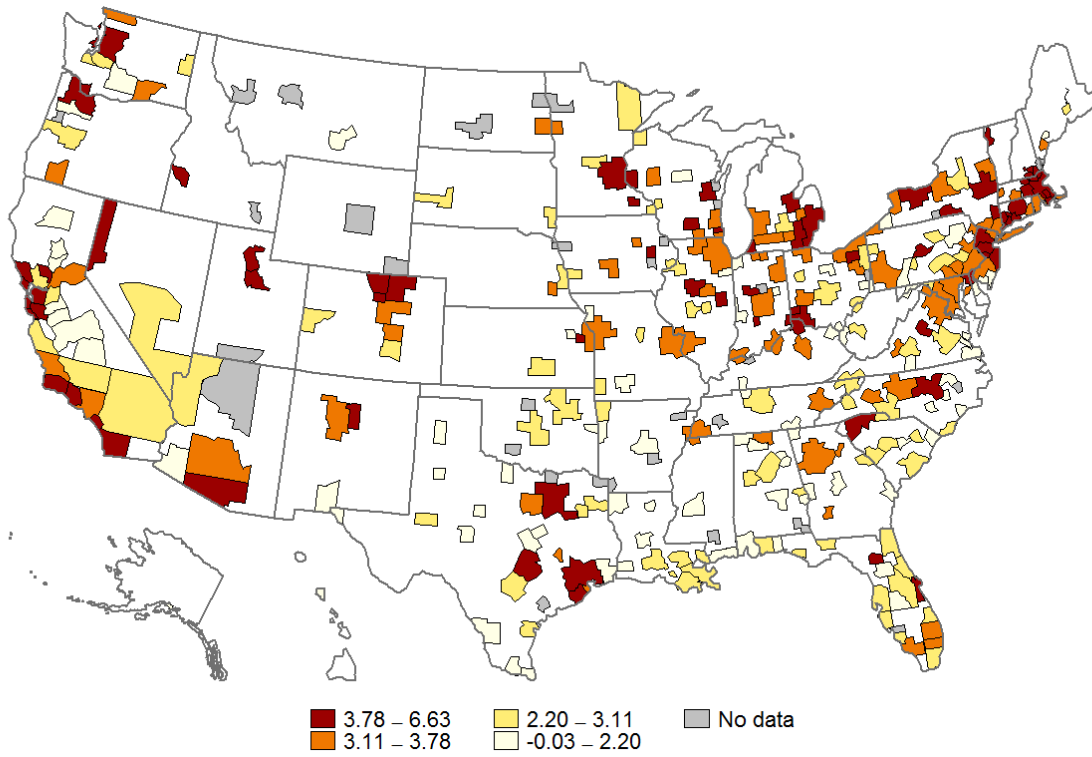 3.78 – 6.63 2.20 – 3.11 No data
3.11 – 3.78 -0.03 – 2.20